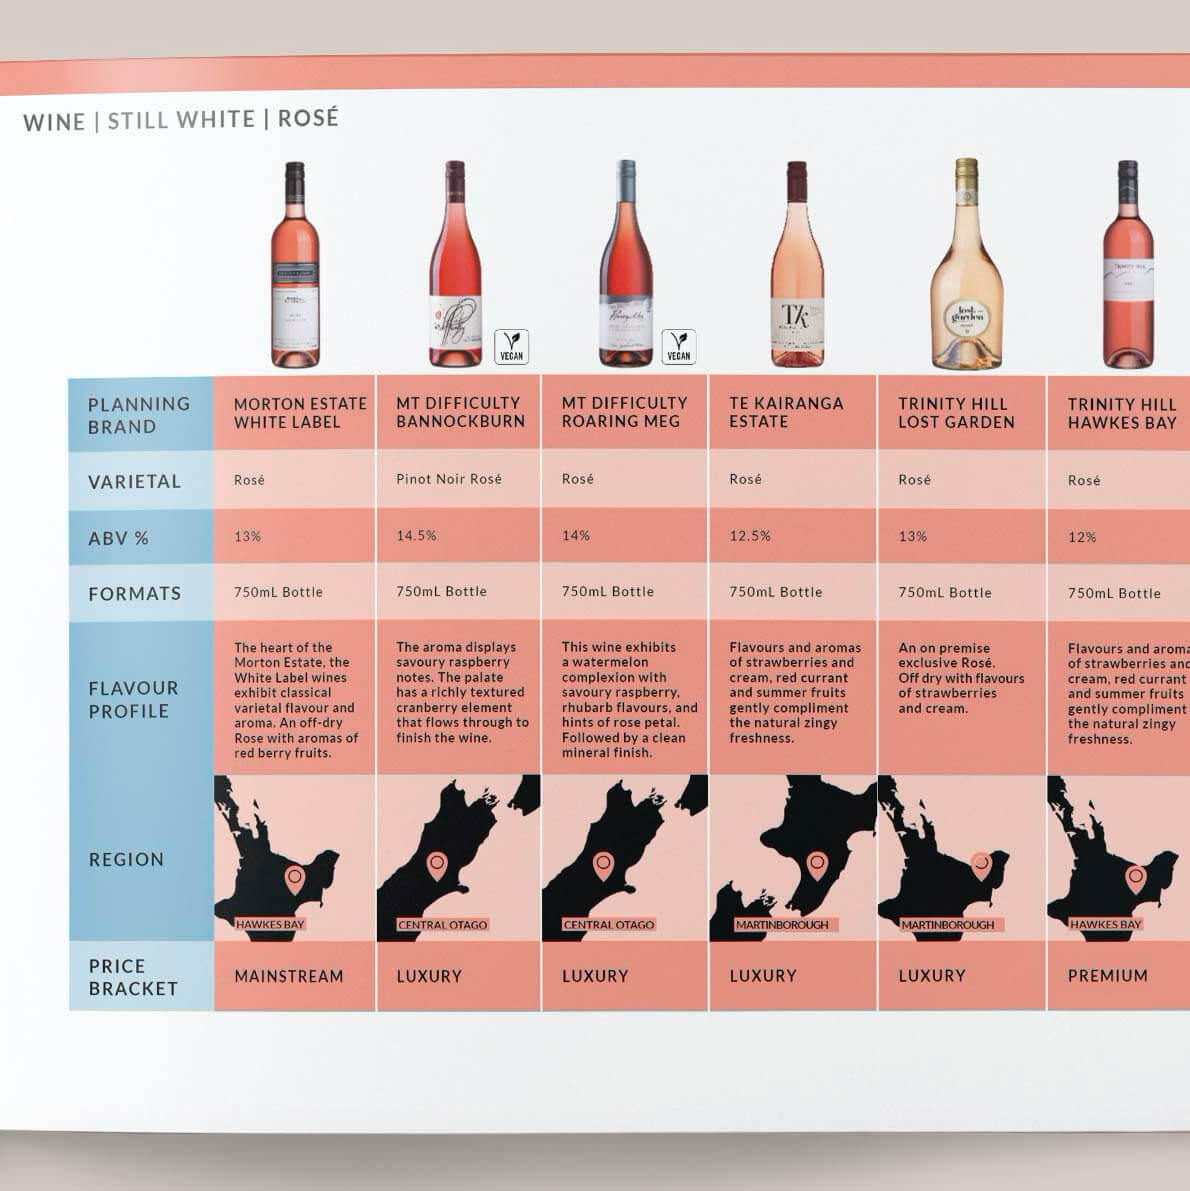 WINE | STILL WHITE | ROSÉ
Tk
lost
garden
TRINITY HILL
VEGAN
VEGAN
PLANNING
BRAND
MORTON ESTATE
WHITE LABEL
MT DIFFICULTY
BANNOCKBURN
MT DIFFICULTY
ROARING MEG
TE KAIRANGA
ESTATE
TRINITY HILL
LOST GARDEN
TRINITY HILL
HAWKES BAY
VARIETAL
Rosé
Pinot Noir Rosé
Rosé
Rosé
Rosé
Rosé
ABV %
13%
14.5%
14%
12.5%
13%
12%
FORMATS
750mL Bottle
750mL Bottle
750mL Bottle
750mL Bottle
750mL Bottle
750mL Bottle
FLAVOUR
PROFILE
The heart of the
Morton Estate, the
White Label wines
exhibit classical
varietal flavour and
aroma. An off-dry
Rose with aromas of
red berry fruits.
The aroma displays
savoury raspberry
notes. The palate
has a richly textured
cranberry element
that flows through to
finish the wine.
This wine exhibits
a watermelon
complexion with
savoury raspberry,
rhubarb flavours, and
hints of rose petal.
Followed by a clean
mineral finish.
Flavours and aromas
of strawberries and
cream, red currant
and summer fruits
gently compliment
the natural zingy
freshness.
An on premise
exclusive Rosé.
Off dry with flavours
of strawberries
and cream.
Flavours and aroma
of strawberries and
cream, red currant
and summer fruits
gently compliment
the natural zingy
freshness.
REGION
HAWKES BAY
CENTRAL OTAGO
CENTRAL OTAGO
MARTINBOROUGH
MARTINBOROUGH
HAWKES BAY
PRICE
BRACKET
MAINSTREAM
LUXURY
LUXURY
LUXURY
LUXURY
PREMIUM